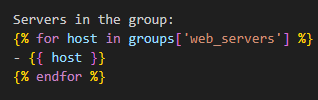 Servers in the group:
{% for host in groups['web_servers'] %}
- {{ host }}
{% endfor %}